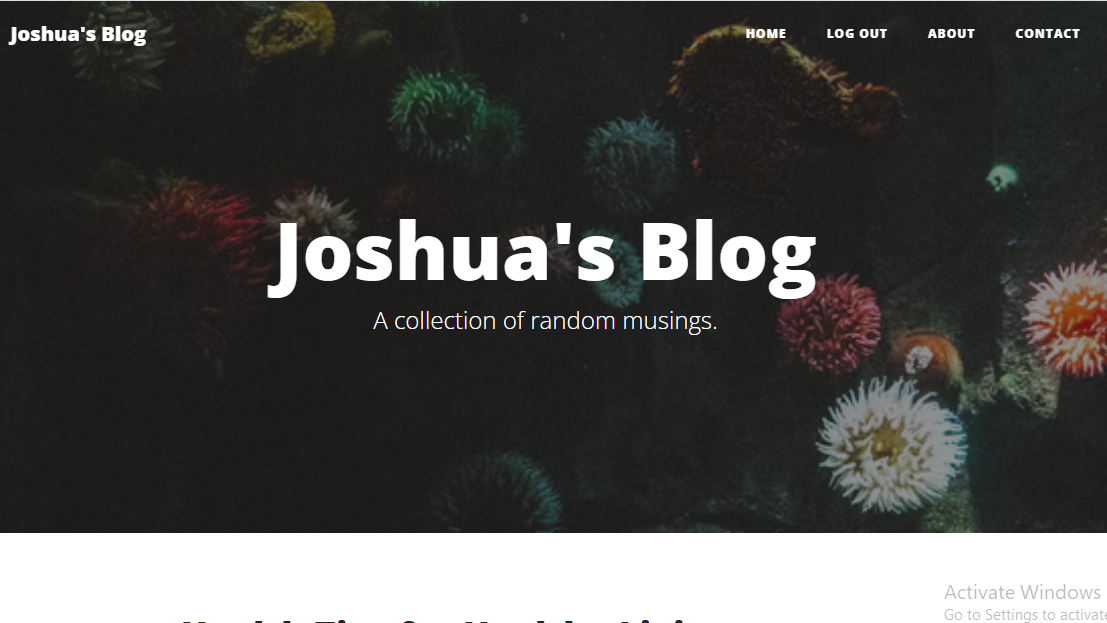 Joshua's Blog
HOME LOG OUT ABOUT CONTACT
Joshua's Blog
A collection of random musings.
Activate Windows
Go to Settings to activate